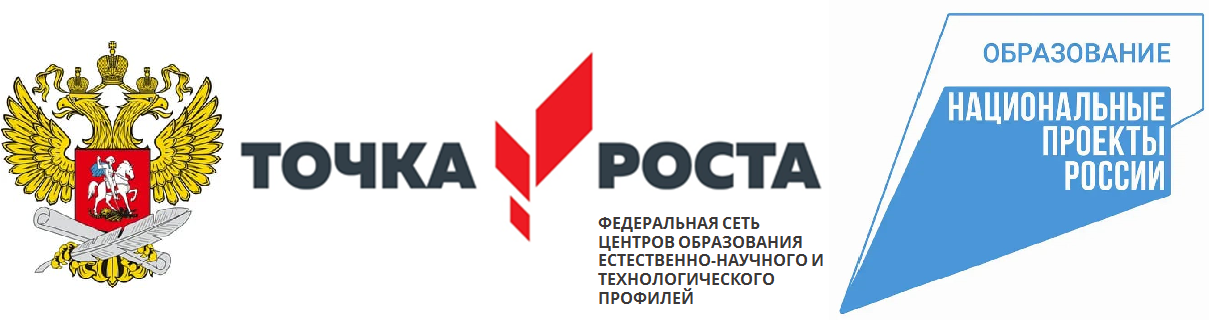 ТОЧКА РОСТА
ФЕДЕРАЛЬНАЯ СЕТЬ
ЦЕНТРОВ ОБРАЗОВАНИЯ
ЕСТЕСТВЕННО-НАУЧНОГО И
ТЕХНОЛОГИЧЕСКОГО
ПРОФИЛЕЙ
ОБРАЗОВАНИЕ
НАЦИОНАЛЬНЫЕ
ПРОЕКТЫ
РОССИИ